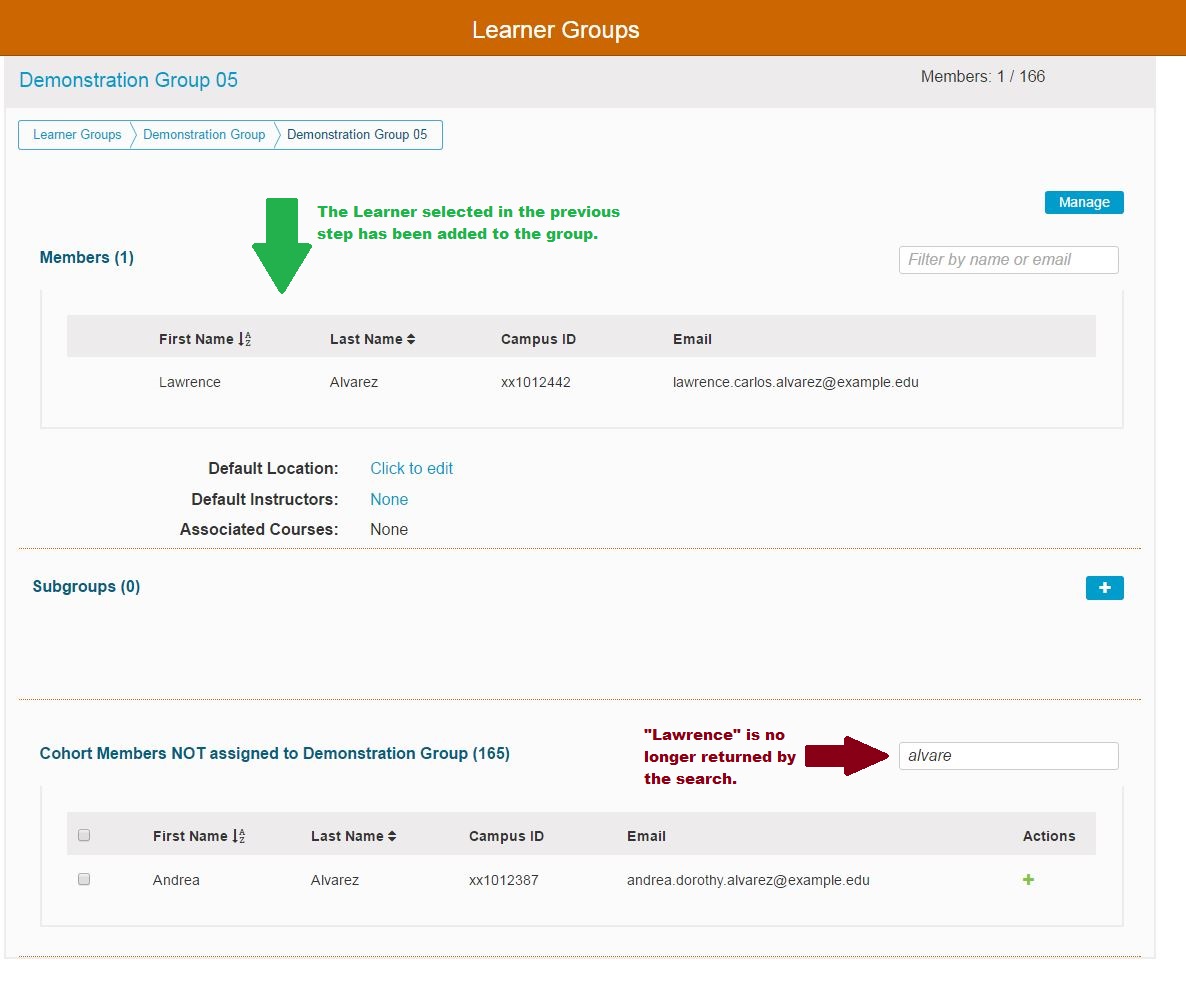 Learner Groups
Demonstration Group 05
Members: 1 / 166
Learner Groups
Demonstration Group
Demonstration Group 05
The Learner selected in the previous
step has been added to the group.
Manage
Members (1)
Filter by name or email
First Name Last Name Campus ID Email
Lawrence Alvarez xx1012442 lawrence.carlos.alvarez@example.edu
Default Location: Click to edit
Default Instructors: None
Associated Courses: None
Subgroups (0)
Cohort Members NOT assigned to Demonstration Group (165)
"Lawrence" is no
longer returned by
the search.
alvare
First Name Last Name Campus ID Email Actions
Andrea Alvarez xx1012387 andrea.dorothy.alvarez@example.edu